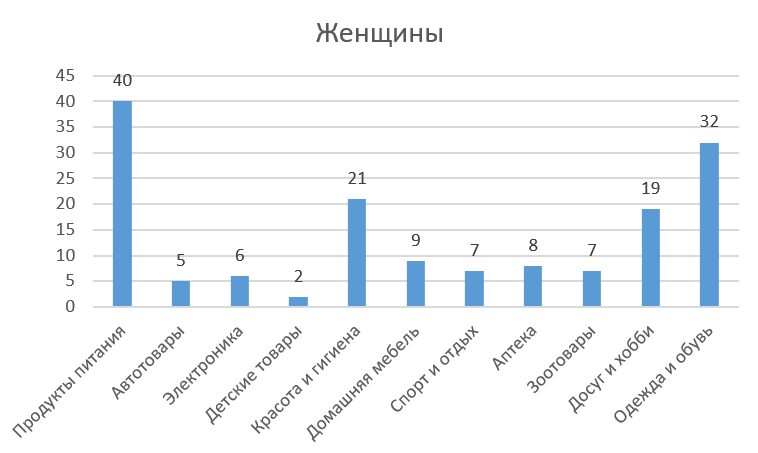 Женщины
45
40
35
30
25
20
15
10
5
0
40
5
6
2
21
9
7
8
7
19
32
Продукты питания
Автотовары
Электроника
Детские товары
Красота и гигиена
Домашняя мебель
Спорт и отдых
Аптека
Зоотовары
Досуг и хобби
Одежда и обувь